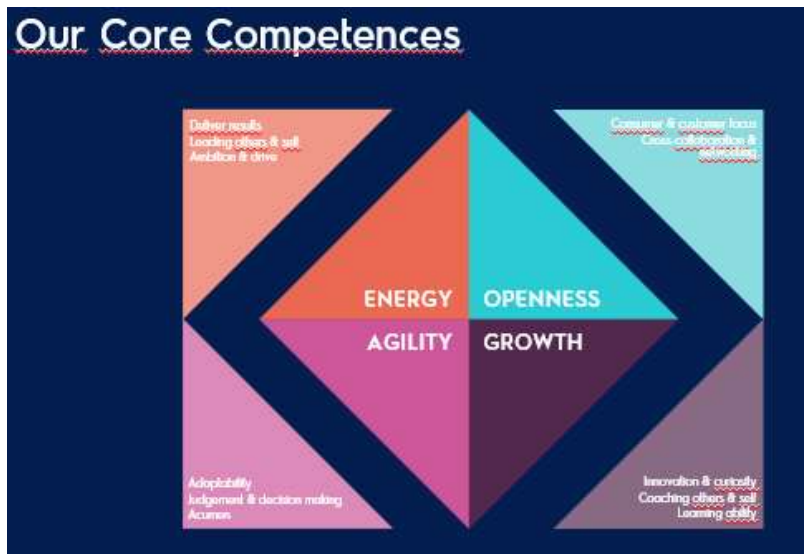 Our Core Competences
Deliver results
Leading others & self
Ambition & drive
Consumer & customer focus
Cross collaboration &
networking
ENERGY
OPENNESS
AGILITY
GROWTH
Adaptability
Judgement & decision making
Acumen
Innovation & curiosity
Coaching others & self
Learning ability